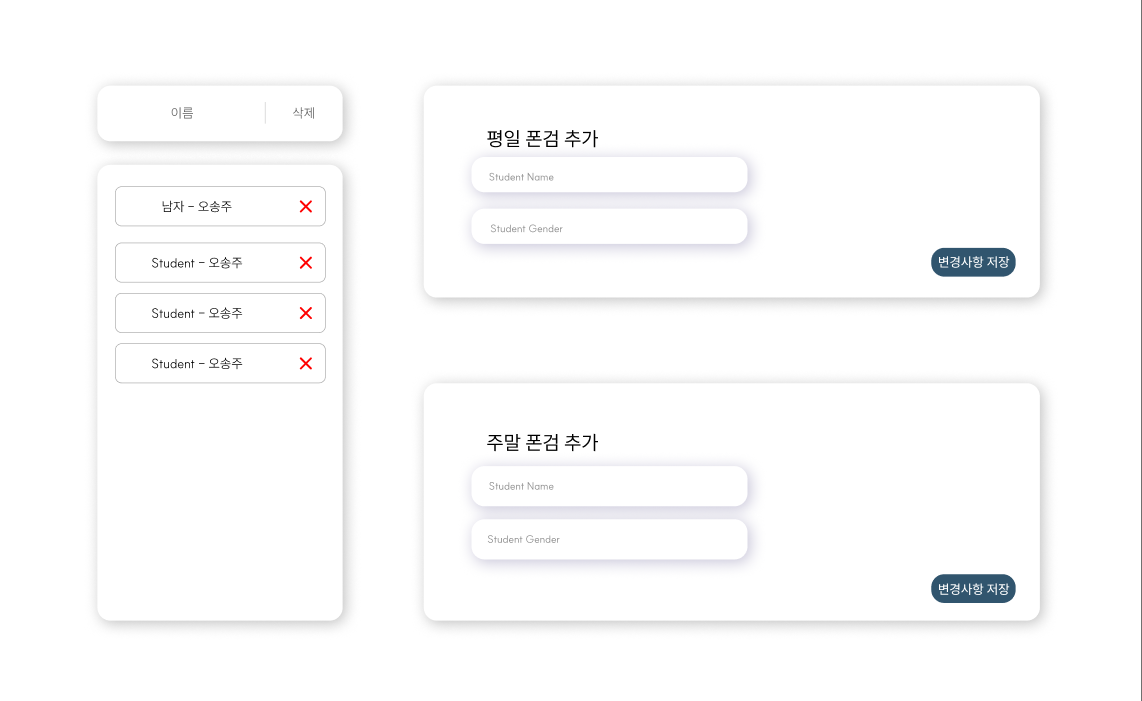 이름
삭제
남자 - 오송주
Student - 오송주
Student - 오송주
Student - 오송주
평일 폰검 추가
Student Name
Student Gender
변경사항 저장
주말 폰검 추가
Student Name
Student Gender
변경사항 저장